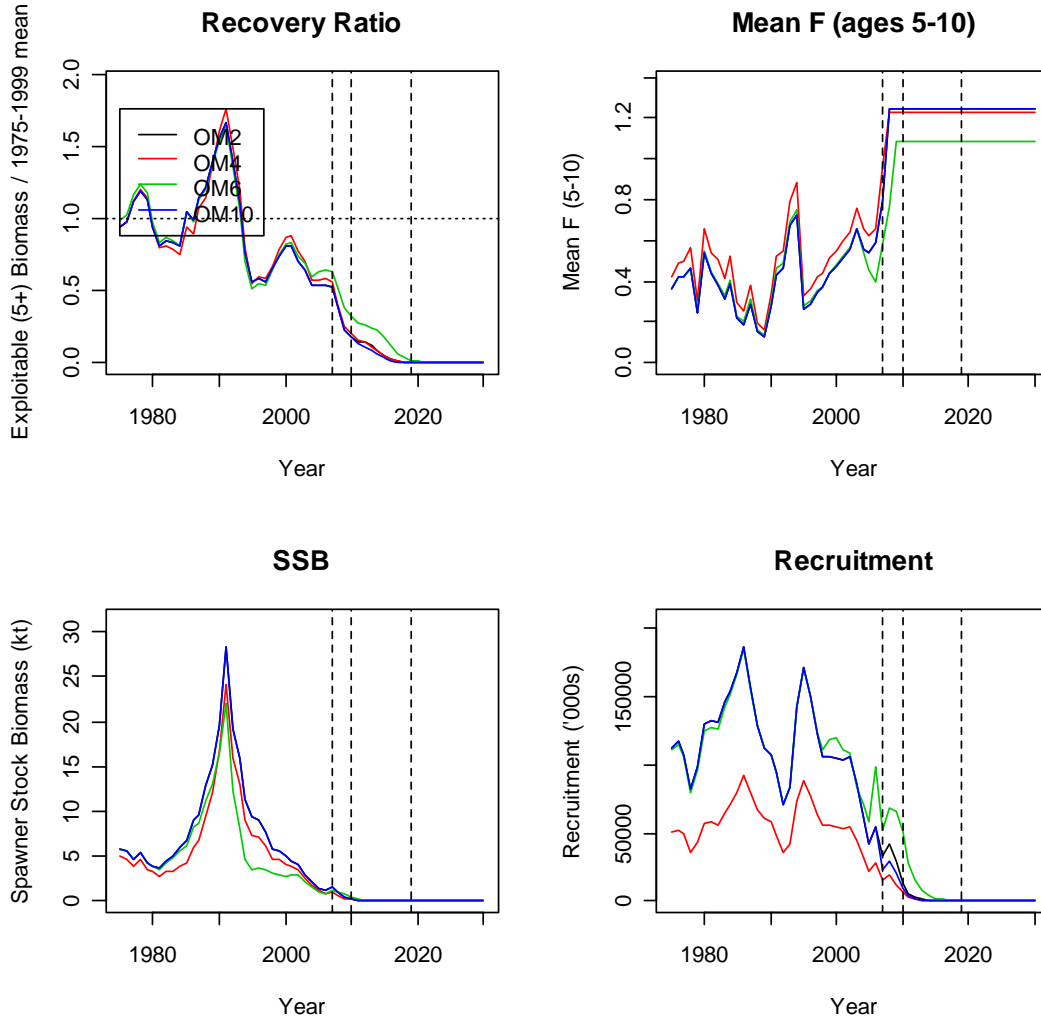 Recovery Ratio
Exploitable (5+) Biomass / 1975-1999 mean
2.0
1.5
1.0
0.5
0.0
OM2
OM4
OM6
OM10
1980
2000
2020
Year
Mean F (ages 5-10)
Mean F (5-10)
1.2
0.8
0.4
0.0
1980
2000
2020
Year
SSB
Spawner Stock Biomass (kt)
30
25
20
15
10
5
0
1980
2000
2020
Year
Recruitment
Recruitment ('000s)
150000
50000
0
1980
2000
2020
Year